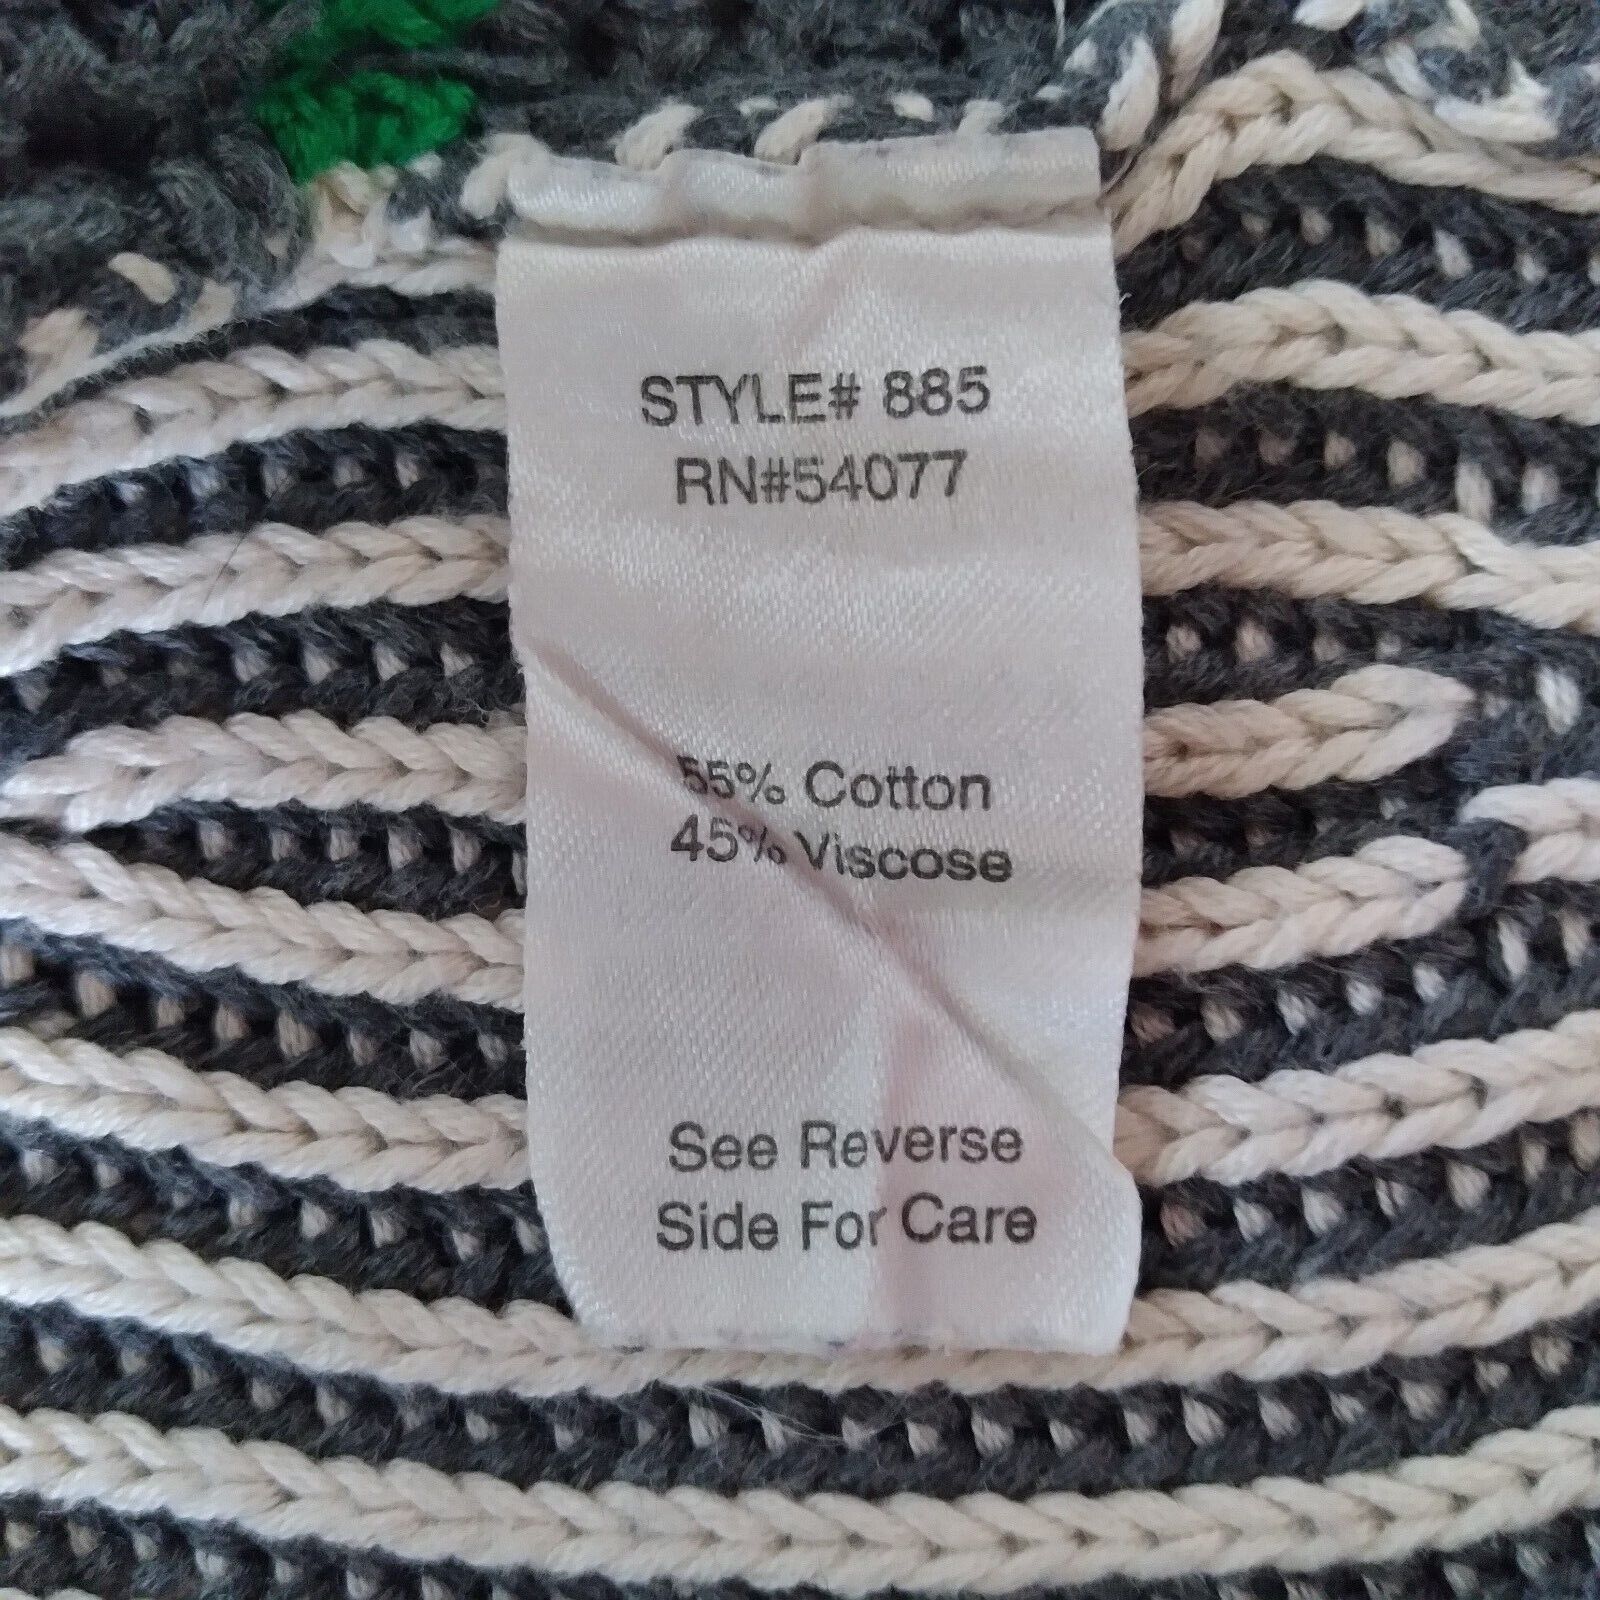 STYLE# 885
RN#54077
55% Cotton
45% Viscose
See Reverse
Side For Care